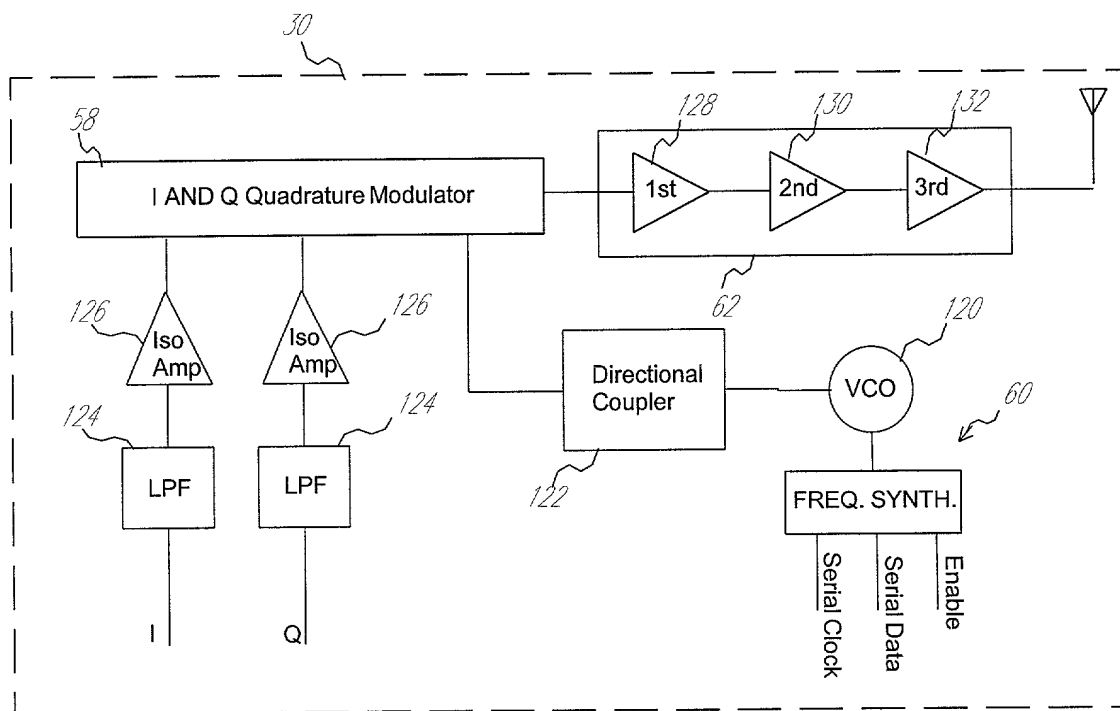 30
58
128
130
132
I AND Q Quadrature Modulator
1st
2nd
3rd
62
126
126
120
Iso
Amp
Iso
Amp
Directional
Coupler
VCO
60
124
124
LPF
LPF
122
FREQ. SYNTH.
Serial Clock
Serial Data
Enable
I
Q